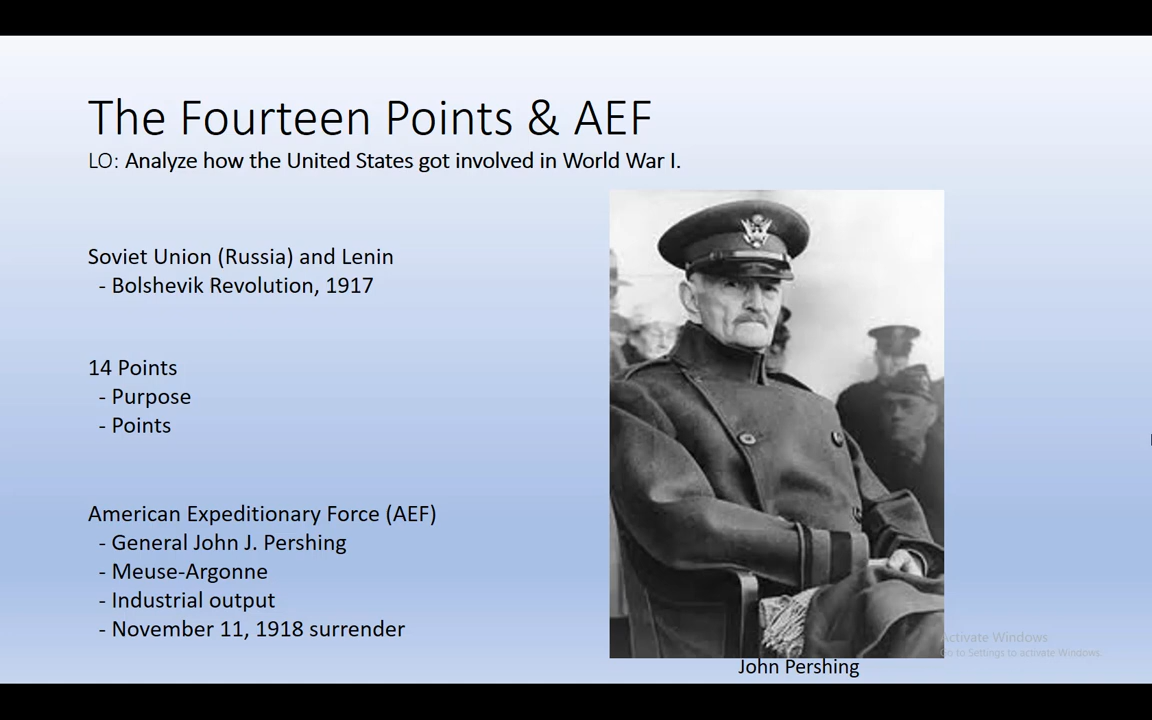 The Fourteen Points & AEF
LO: Analyze how the United States got involved in World War I.
Soviet Union (Russia) and Lenin
- Bolshevik Revolution, 1917
14 Points
- Purpose
- Points
American Expeditionary Force (AEF)
- General John J. Pershing
- Meuse-Argonne
- Industrial output
- November 11, 1918 surrender
John Pershing
Activate Windows
Go to Settings to activate Windows.